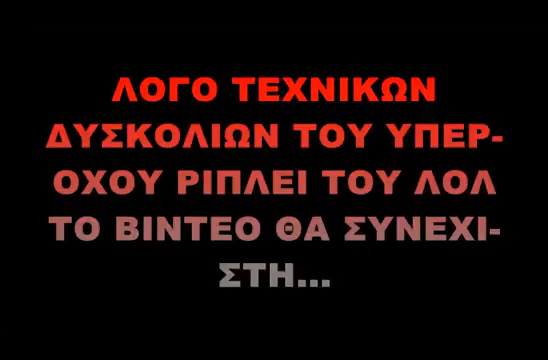 ΛΟΓΟ ΤΕΧΝΙΚΩΝ
ΔΥΣΚΟΛΙΩΝ ΤΟΥ ΥΠΕΡ-
ΟΧΟΥ ΡΙΠΛΕΙ ΤΟΥ ΛΟΛ
ΤΟ ΒΙΝΤΕΟ ΘΑ ΣΥΝΕΧΙ-
ΣΤΗ...